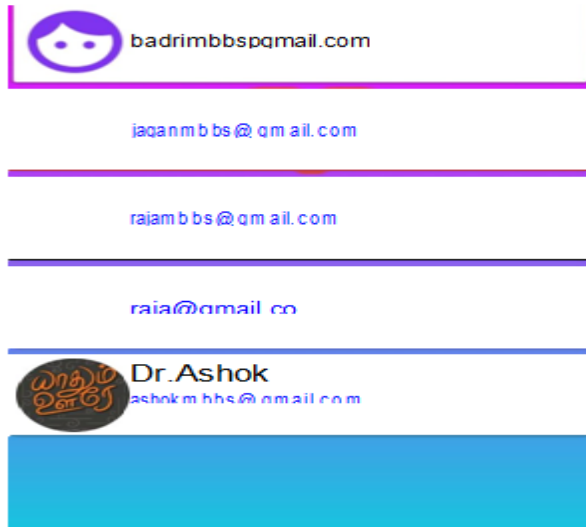 badrimbbspgmail.com
jaganmbbs@gmail.com
rajambbs@gmail.com
raja@gmail.co
யாதும்
ஊரே
Dr.Ashok
ashokmbbs@gmail.com